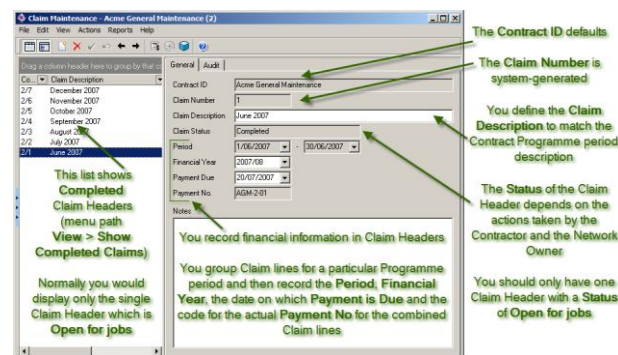 Claim Maintenance - Acme General Maintenance (2)
File Edit View Actions Reports Help
Drag a column header here to group by that co
Co... Claim Description
2/7 December 2007
2/6 November 2007
2/5 October 2007
2/4 September 2007
2/3 August 2007
2/2 July 2007
2/1 June 2007
This list shows
Completed
Claim Headers
(menu path
View > Show
Completed Claims)
Normally you would
display only the single
Claim Header which is
Open for jobs
General Audit
Contract ID Acme General Maintenance
Claim Number 1
Claim Description June 2007
Claim Status Completed
Period 1/06/2007 - 30/06/2007
Financial Year 2007/08
Payment Due 20/07/2007
Payment No. AGM-2-01
Notes
You record financial information in Claim Headers
You group Claim lines for a particular Programme
period and then record the Period, Financial
Year, the date on which Payment is Due and the
code for the actual Payment No for the combined
Claim lines
The Contract ID defaults
The Claim Number is
system-generated
You define the Claim
Description to match the
Contract Programme period
description
The Status of the Claim
Header depends on the
actions taken by the
Contractor and the Network
Owner
You should only have one
Claim Header with a Status
of Open for jobs